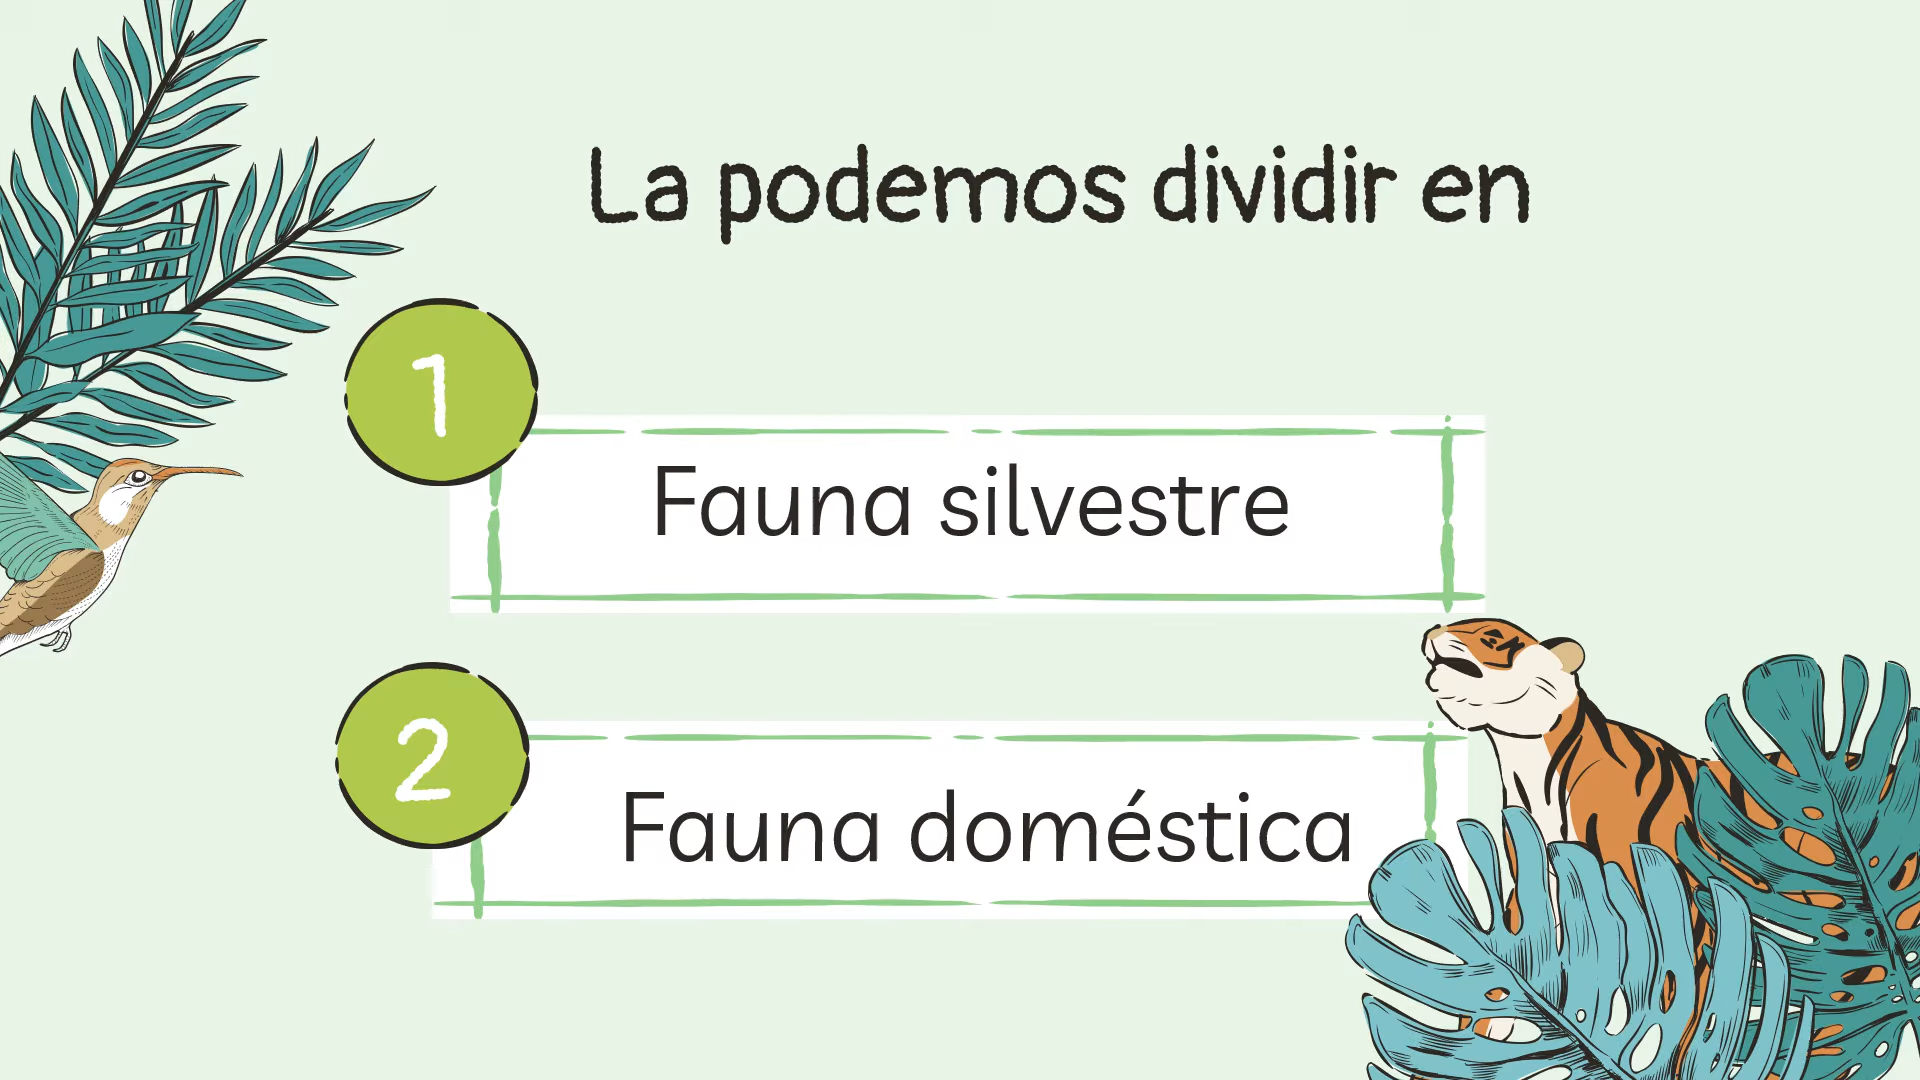 La podemos dividir en
1
Fauna silvestre
2
Fauna doméstica